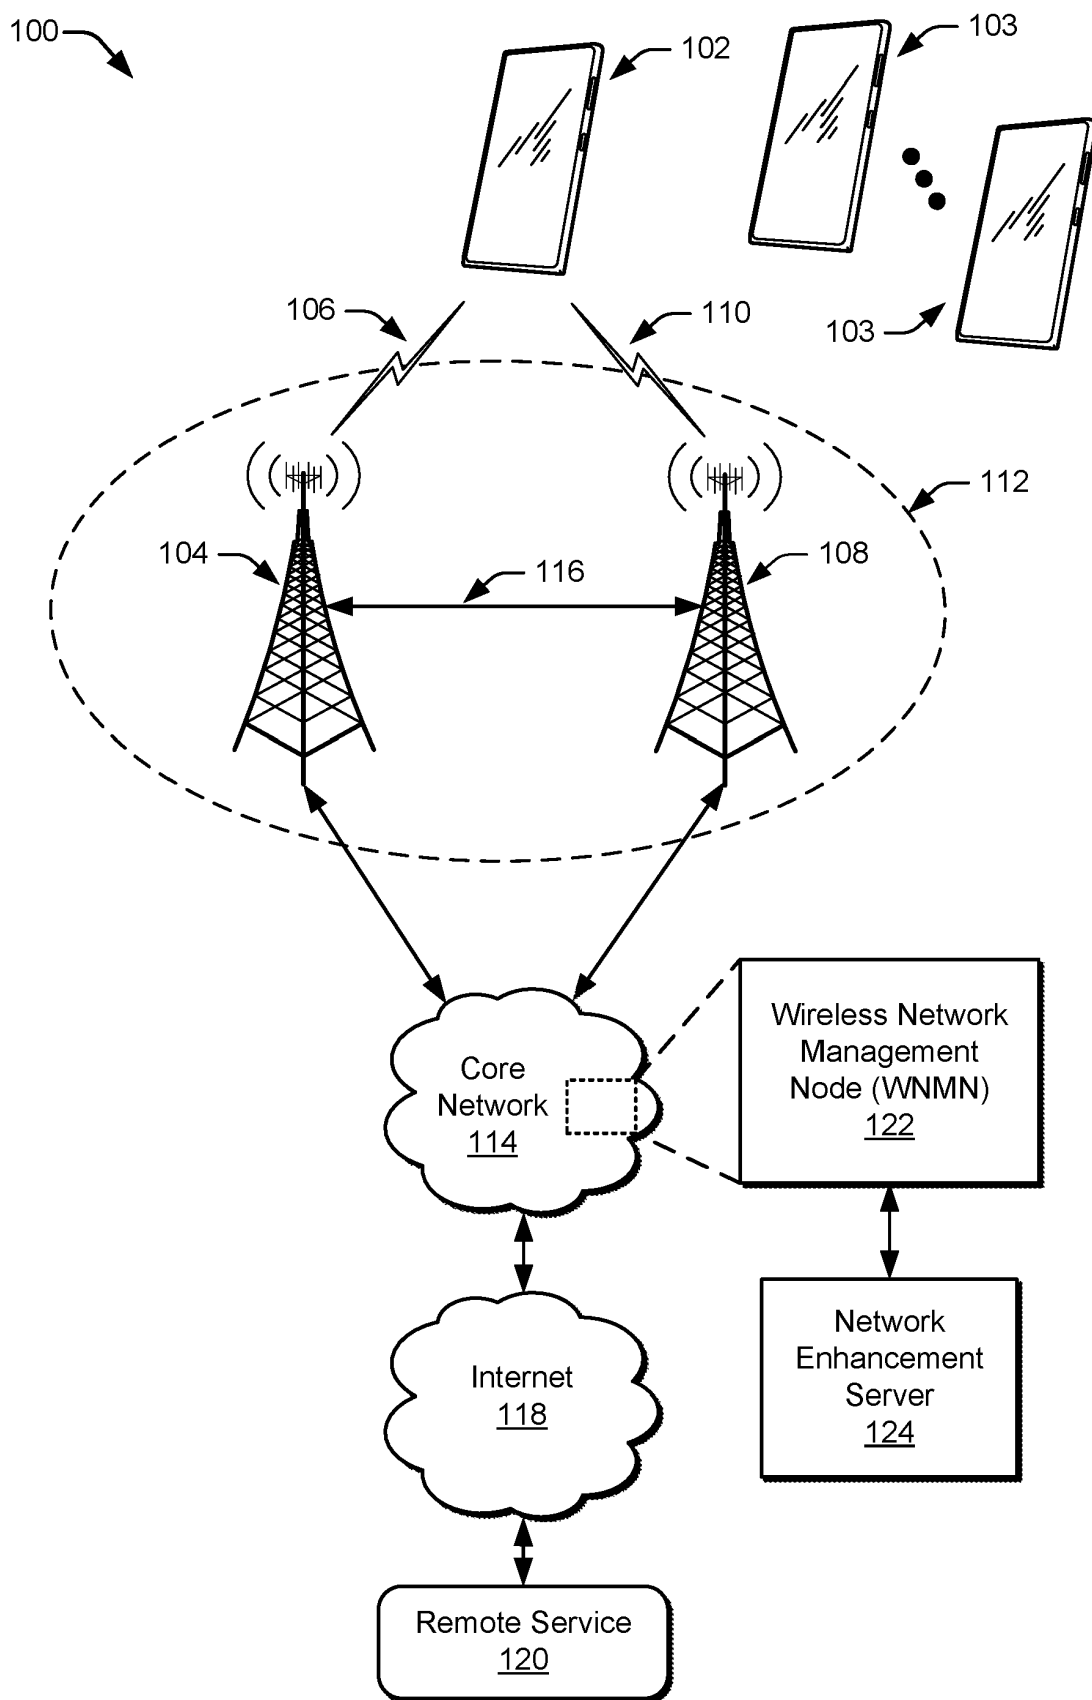 100
102
103
103
106
110
112
104
116
108
Core
Network
114
Wireless Network
Management
Node (WNMN)
122
Internet
118
Network
Enhancement
Server
124
Remote Service
120